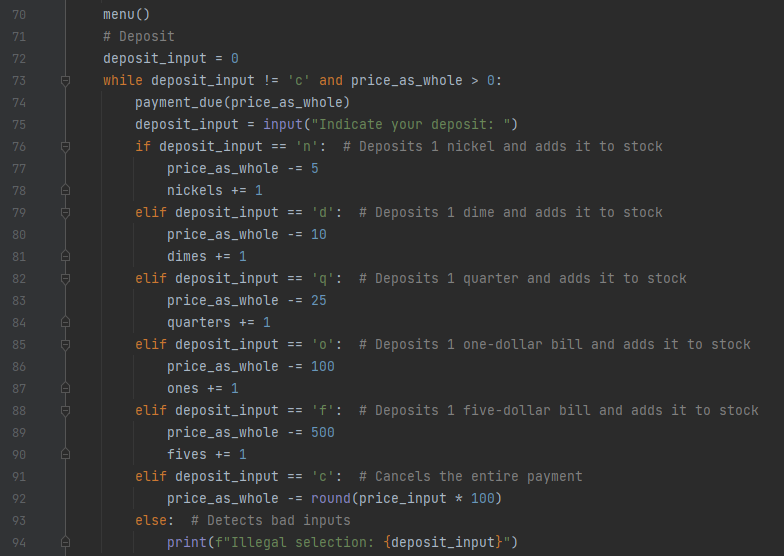 70 menu()
71 # Deposit
72 deposit_input = 0
73 while deposit_input != 'c' and price_as_whole > 0:
74 payment_due(price_as_whole)
75 deposit_input = input("Indicate your deposit: ")
76 if deposit_input == 'n':  # Deposits 1 nickel and adds it to stock
77 price_as_whole -= 5
78 nickels += 1
79 elif deposit_input == 'd':  # Deposits 1 dime and adds it to stock
80 price_as_whole -= 10
81 dimes += 1
82 elif deposit_input == 'q':  # Deposits 1 quarter and adds it to stock
83 price_as_whole -= 25
84 quarters += 1
85 elif deposit_input == 'o':  # Deposits 1 one-dollar bill and adds it to stock
86 price_as_whole -= 100
87 ones += 1
88 elif deposit_input == 'f':  # Deposits 1 five-dollar bill and adds it to stock
89 price_as_whole -= 500
90 fives += 1
91 elif deposit_input == 'c':  # Cancels the entire payment
92 price_as_whole -= round(price_input * 100)
93 else:  # Detects bad inputs
94 print(f"Illegal selection: {deposit_input}")